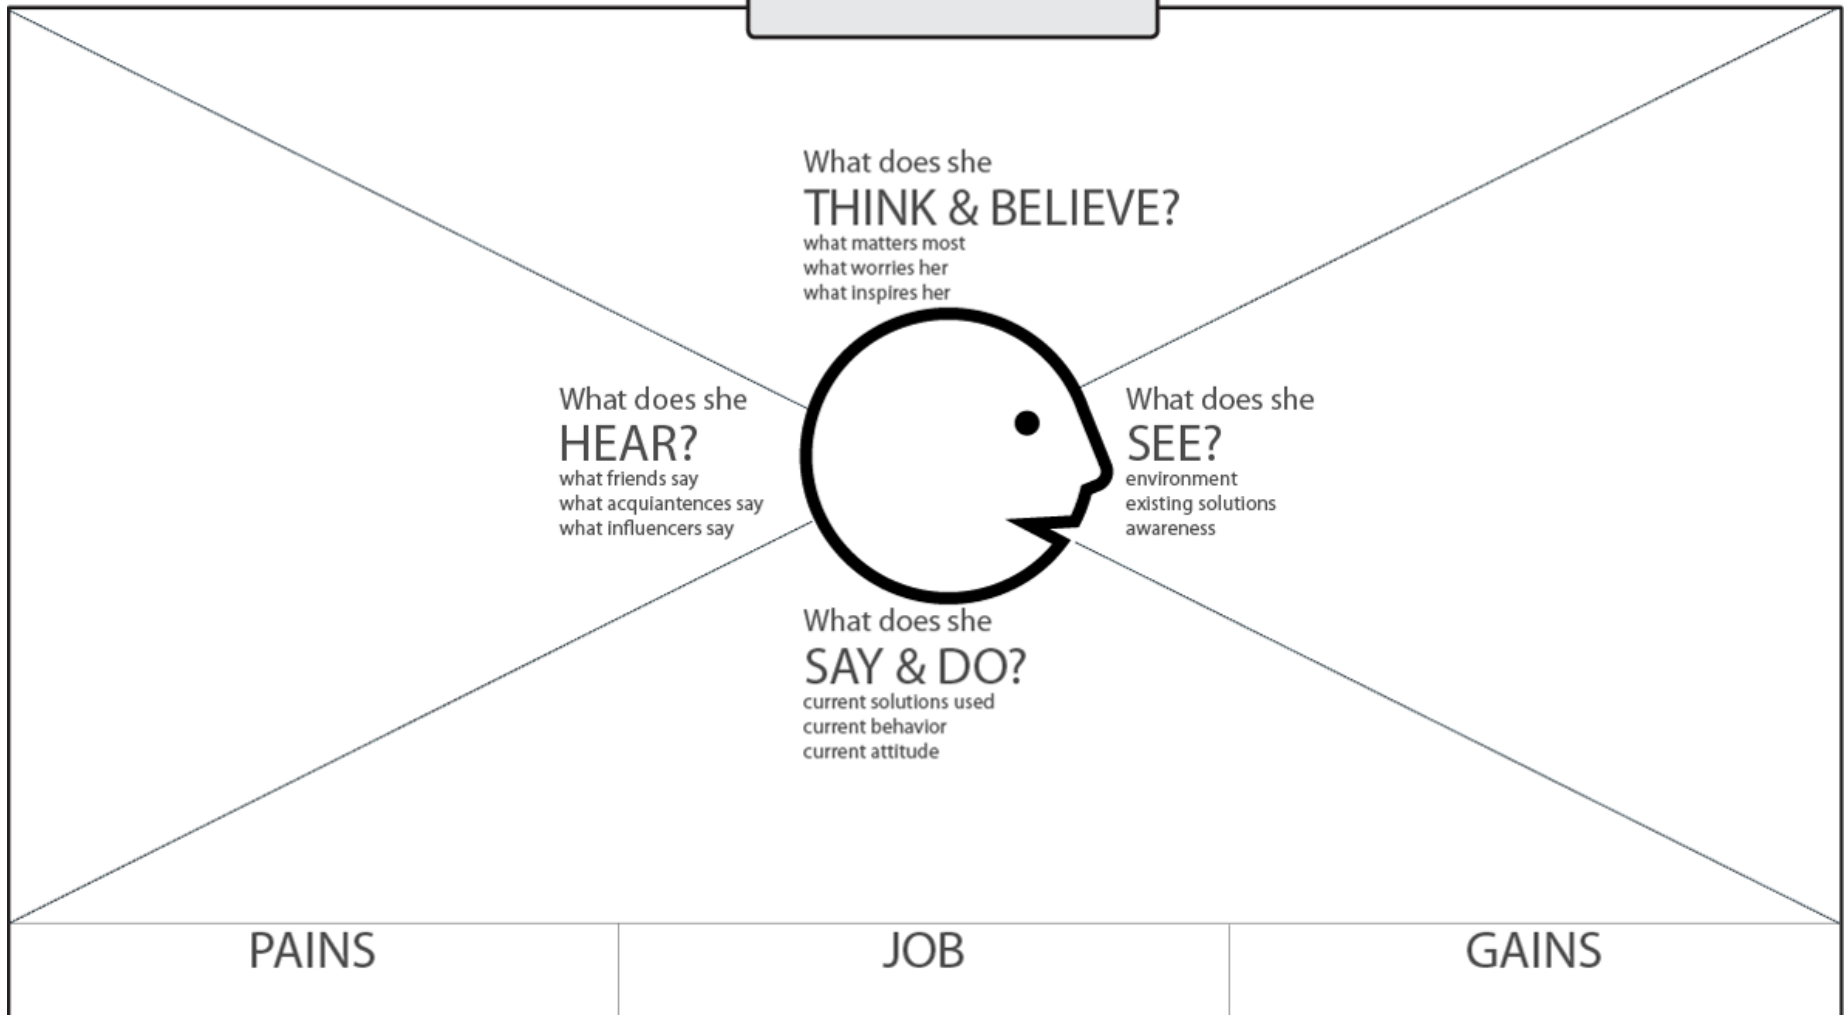 What does she
THINK & BELIEVE?
what matters most
what worries her
what inspires her
What does she
HEAR?
what friends say
what acquiantences say
what influencers say
What does she
SEE?
environment
existing solutions
awareness
What does she
SAY & DO?
current solutions used
current behavior
current attitude
PAINS
JOB
GAINS